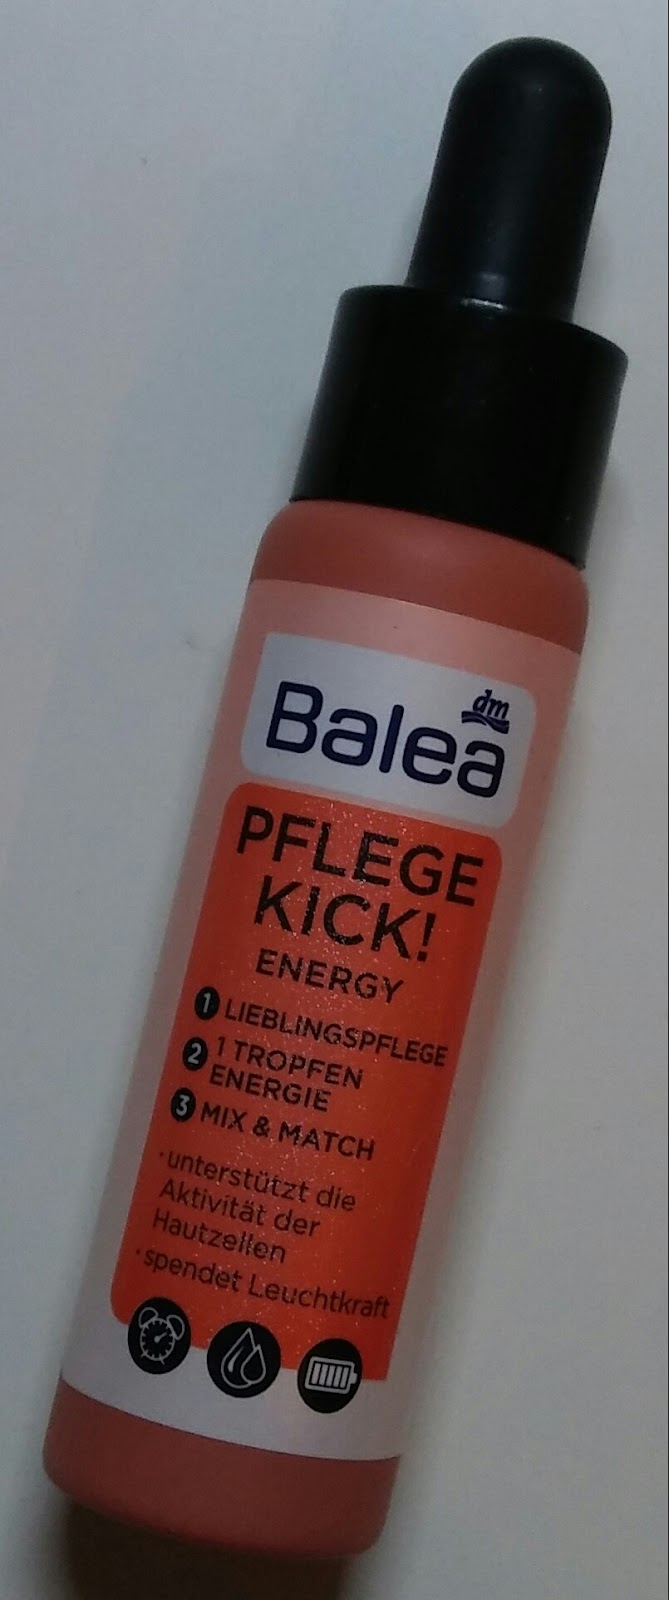 dm
Balea
PFLEGE
KICK!
ENERGY
1 LIEBLINGSPFLEGE
2 1 TROPFEN
ENERGIE
3 MIX & MATCH
· unterstützt die
Aktivität der
Hautzellen
· spendet Leuchtkraft